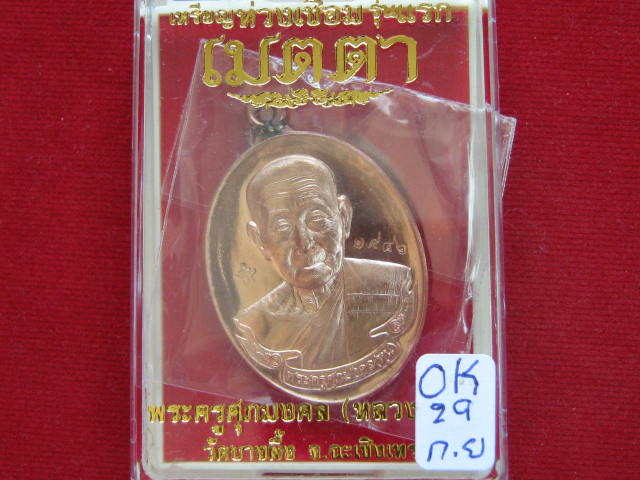 เหรียญห่วงเชื่อม รุ่นแรก
เมตตา
๑๙๔๖
พระครูศุภมงคล (หลวง
วัดบางผึ้ง จ.ฉะเชิงเทร
OK
29
ก.ย